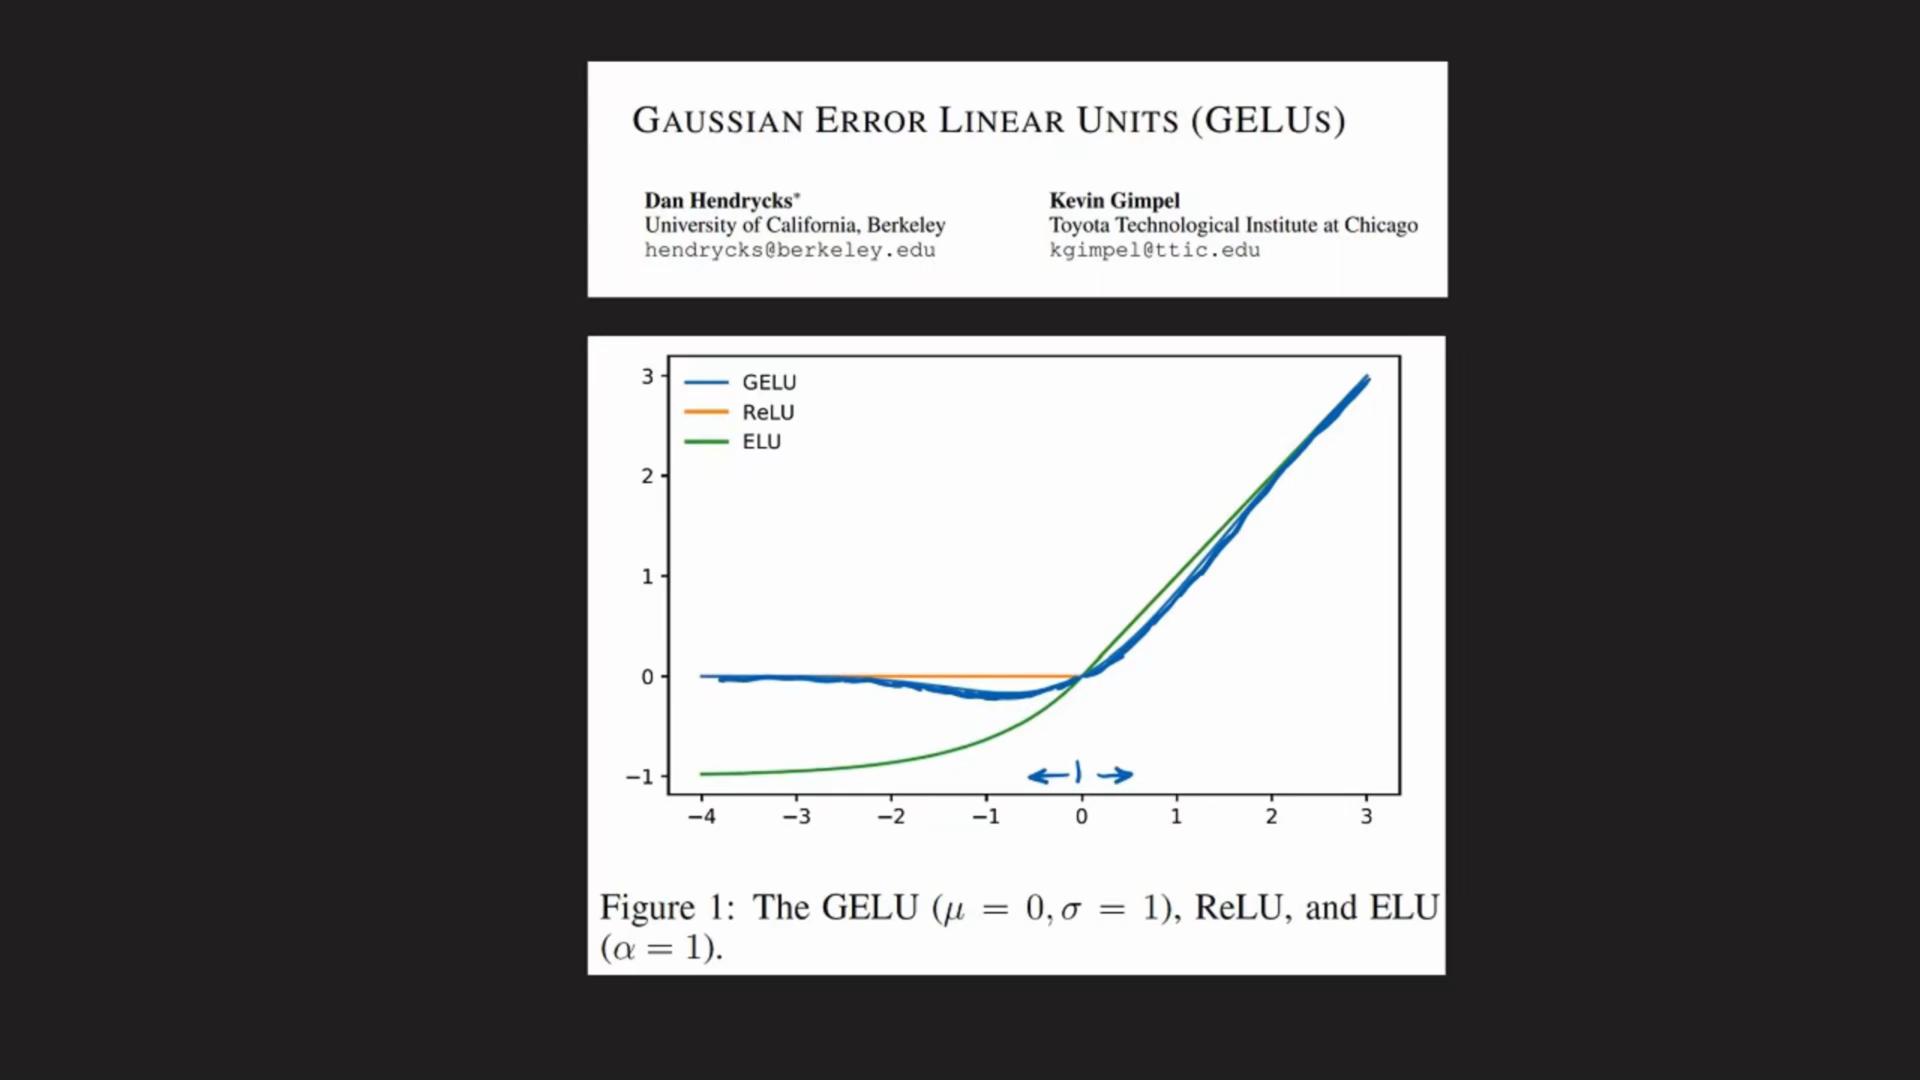 GAUSSIAN ERROR LINEAR UNITS (GELUS)
Dan Hendrycks*
University of California, Berkeley
hendrycks@berkeley.edu
Kevin Gimpel
Toyota Technological Institute at Chicago
kgimpel@ttic.edu
GELU
ReLU
ELU
3
2
1
0
−1
−4 −3 −2 −1 0 1 2 3
Figure 1: The GELU (μ = 0, σ = 1), ReLU, and ELU
(α = 1).